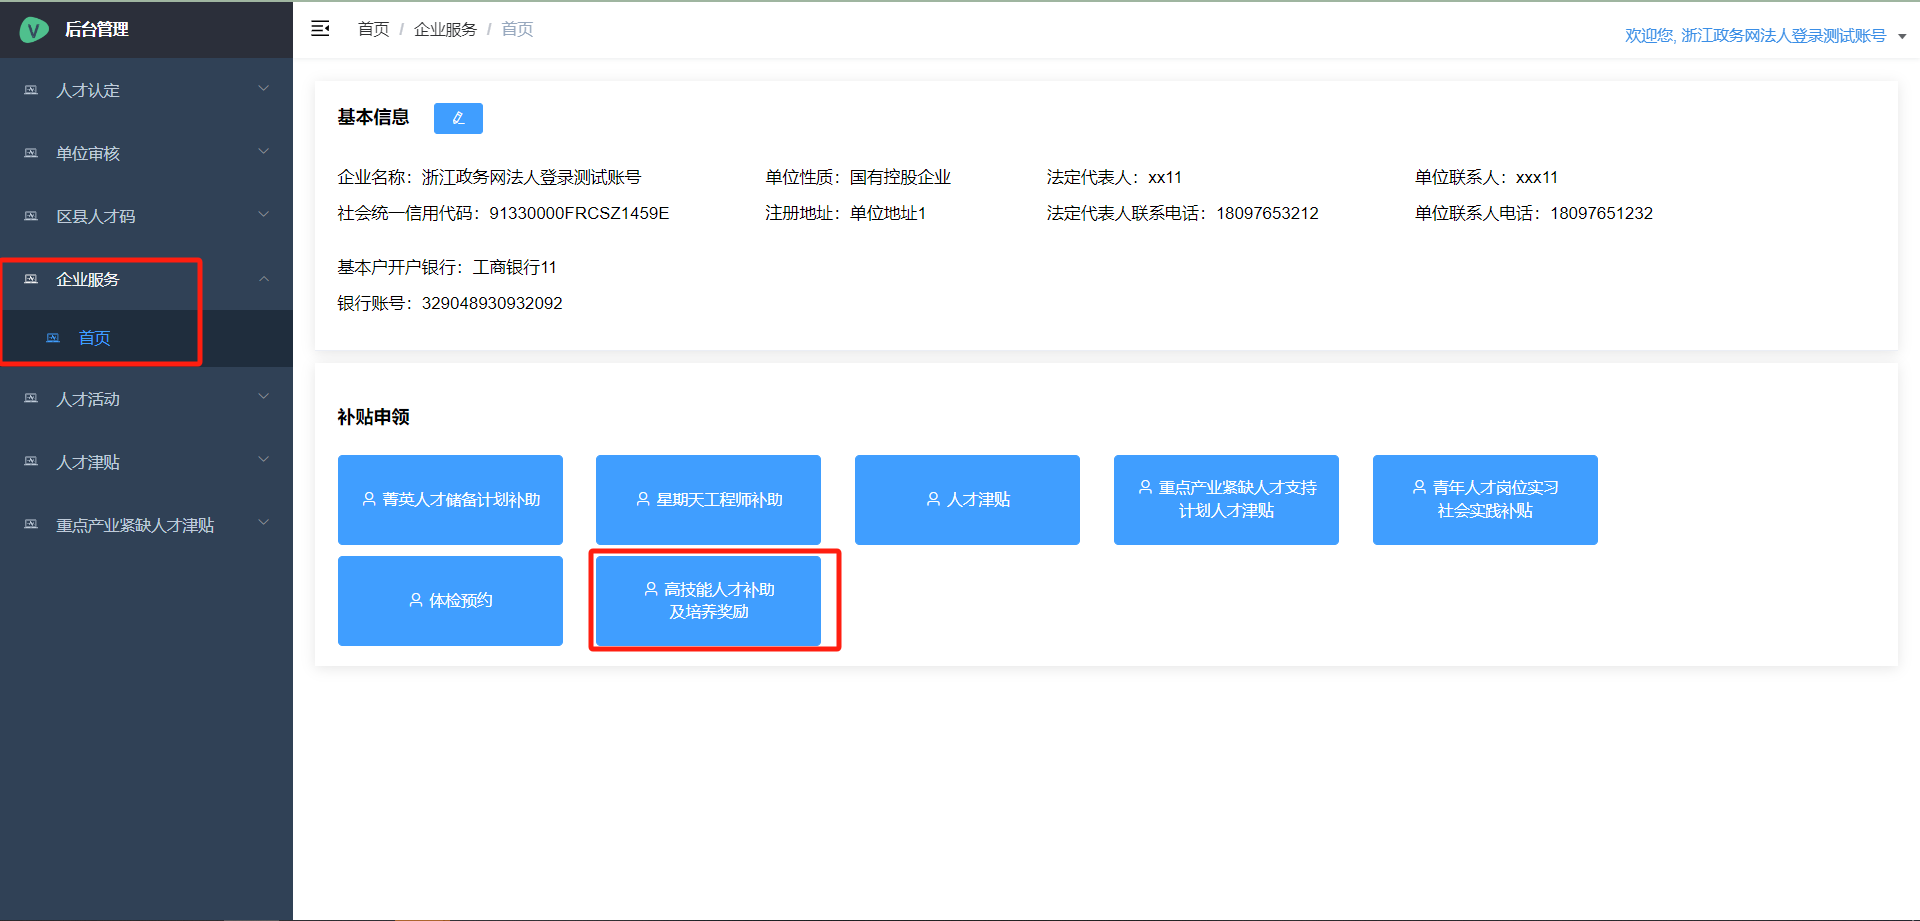 后台管理
首页 / 企业服务 / 首页
欢迎您, 浙江政务网法人登录测试账号
人才认定
单位审核
区县人才码
企业服务
首页
人才活动
人才津贴
重点产业紧缺人才津贴
基本信息
企业名称：浙江政务网法人登录测试账号
单位性质：国有控股企业
法定代表人：xx11
单位联系人：xxx11
社会统一信用代码：91330000FRCSZ1459E
注册地址：单位地址1
法定代表人联系电话：18097653212
单位联系人电话：18097651232
基本户开户银行：工商银行11
银行账号：329048930932092
补贴申领
菁英人才储备计划补助
星期天工程师补助
人才津贴
重点产业紧缺人才支持
计划人才津贴
青年人才岗位实习
社会实践补贴
体检预约
高技能人才补助
及培养奖励